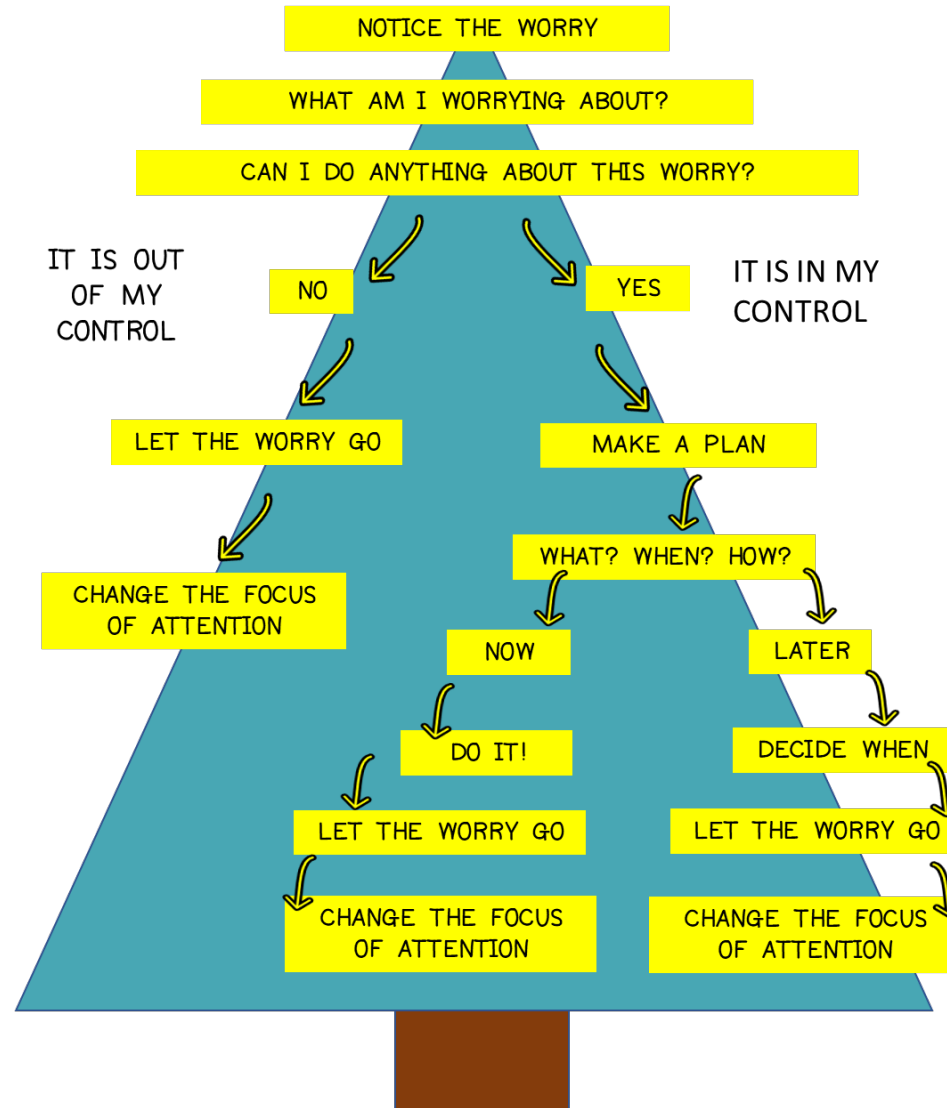 NOTICE THE WORRY
WHAT AM I WORRYING ABOUT?
CAN I DO ANYTHING ABOUT THIS WORRY?
IT IS OUT
OF MY
CONTROL
NO
YES
IT IS IN MY
CONTROL
LET THE WORRY GO
MAKE A PLAN
WHAT? WHEN? HOW?
CHANGE THE FOCUS
OF ATTENTION
NOW
LATER
DO IT!
DECIDE WHEN
LET THE WORRY GO
LET THE WORRY GO
CHANGE THE FOCUS
OF ATTENTION
CHANGE THE FOCUS
OF ATTENTION